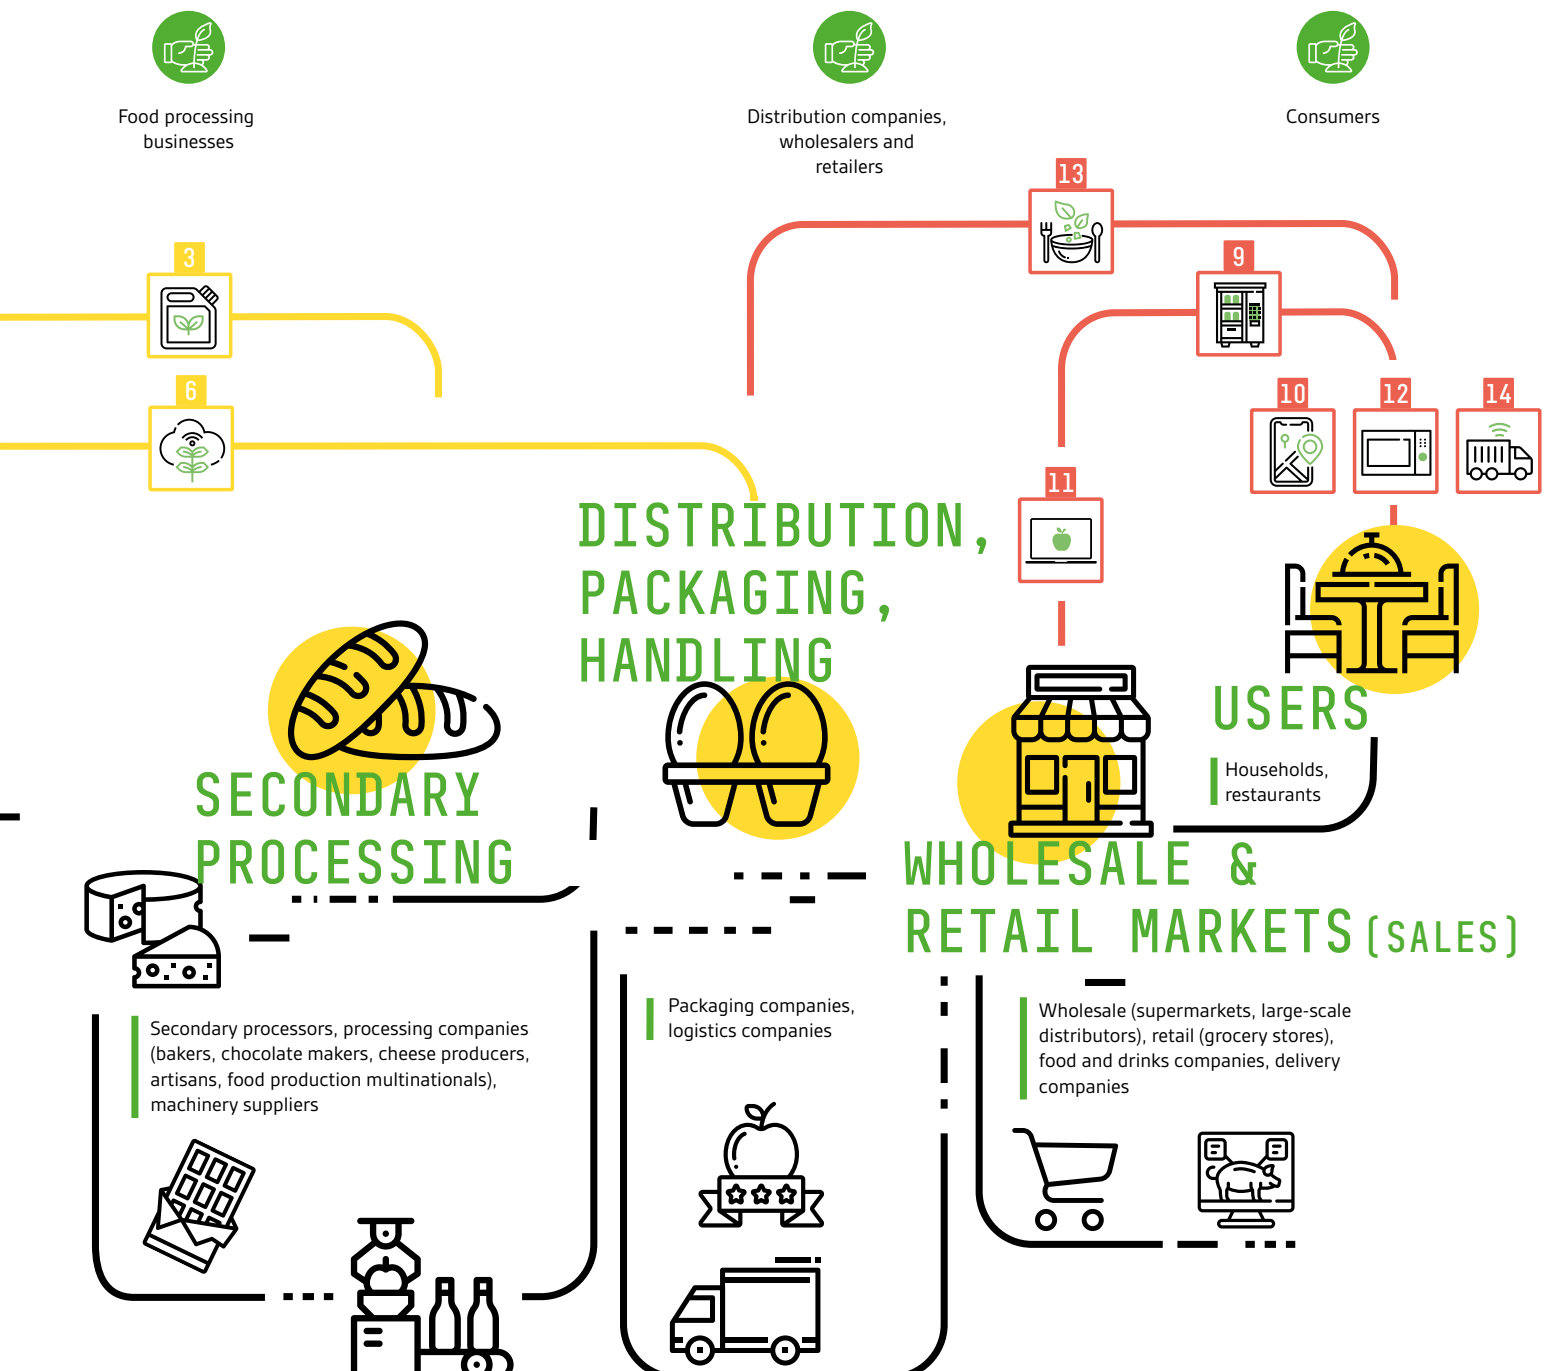 Food processing
businesses
Distribution companies,
wholesalers and
retailers
Consumers
13
3
9
6
10
12
14
11
DISTRIBUTION,
PACKAGING,
HANDLING
USERS
Households,
restaurants
SECONDARY
PROCESSING
WHOLESALE &
RETAIL MARKETS (SALES)
Secondary processors, processing companies
(bakers, chocolate makers, cheese producers,
artisans, food production multinationals),
machinery suppliers
Packaging companies,
logistics companies
Wholesale (supermarkets, large-scale
distributors), retail (grocery stores),
food and drinks companies, delivery
companies